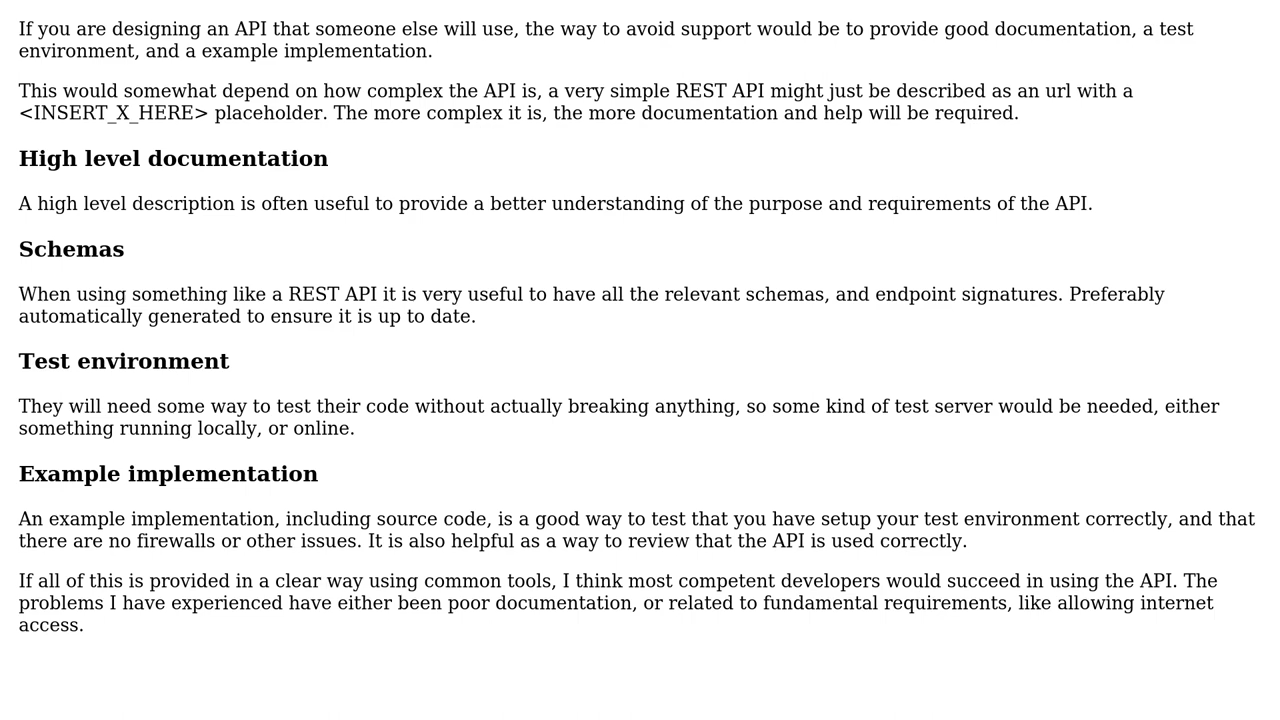 If you are designing an API that someone else will use, the way to avoid support would be to provide good documentation, a test
environment, and a example implementation.
This would somewhat depend on how complex the API is, a very simple REST API might just be described as an url with a
<INSERT_X_HERE> placeholder. The more complex it is, the more documentation and help will be required.
High level documentation
A high level description is often useful to provide a better understanding of the purpose and requirements of the API.
Schemas
When using something like a REST API it is very useful to have all the relevant schemas, and endpoint signatures. Preferably
automatically generated to ensure it is up to date.
Test environment
They will need some way to test their code without actually breaking anything, so some kind of test server would be needed, either
something running locally, or online.
Example implementation
An example implementation, including source code, is a good way to test that you have setup your test environment correctly, and that
there are no firewalls or other issues. It is also helpful as a way to review that the API is used correctly.
If all of this is provided in a clear way using common tools, I think most competent developers would succeed in using the API. The
problems I have experienced have either been poor documentation, or related to fundamental requirements, like allowing internet
access.